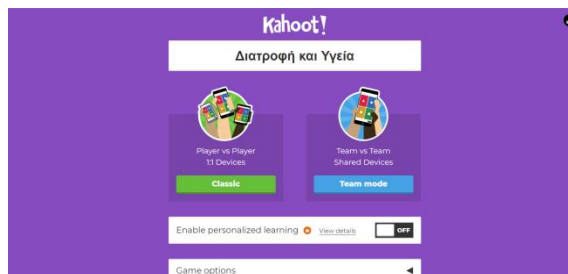 Kahoot!
Διατροφή και Υγεία
Player vs Player
1:1 Devices
Classic
Team vs Team
Shared Devices
Team mode
Enable personalized learning View details OFF
Game options